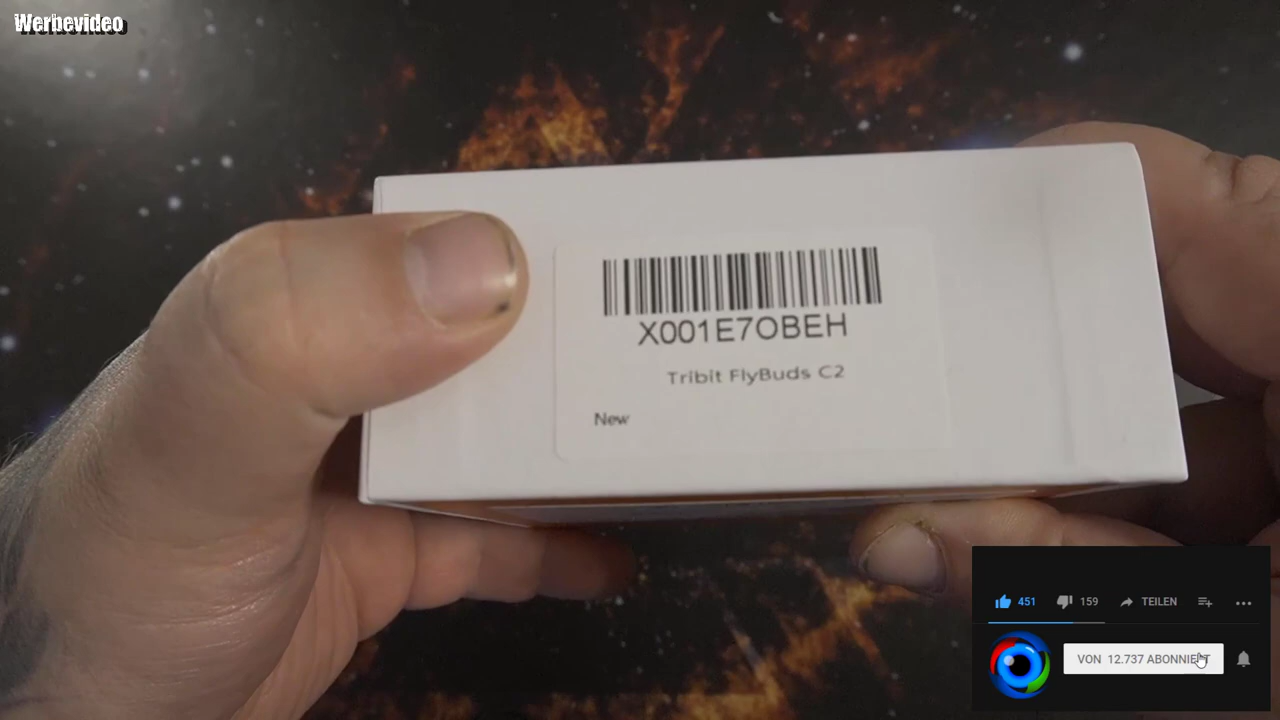 Werbevideo
X001E7OBEH
Tribit FlyBuds C2
New
451 159 TEILEN
VON 12.737 ABONNIERT